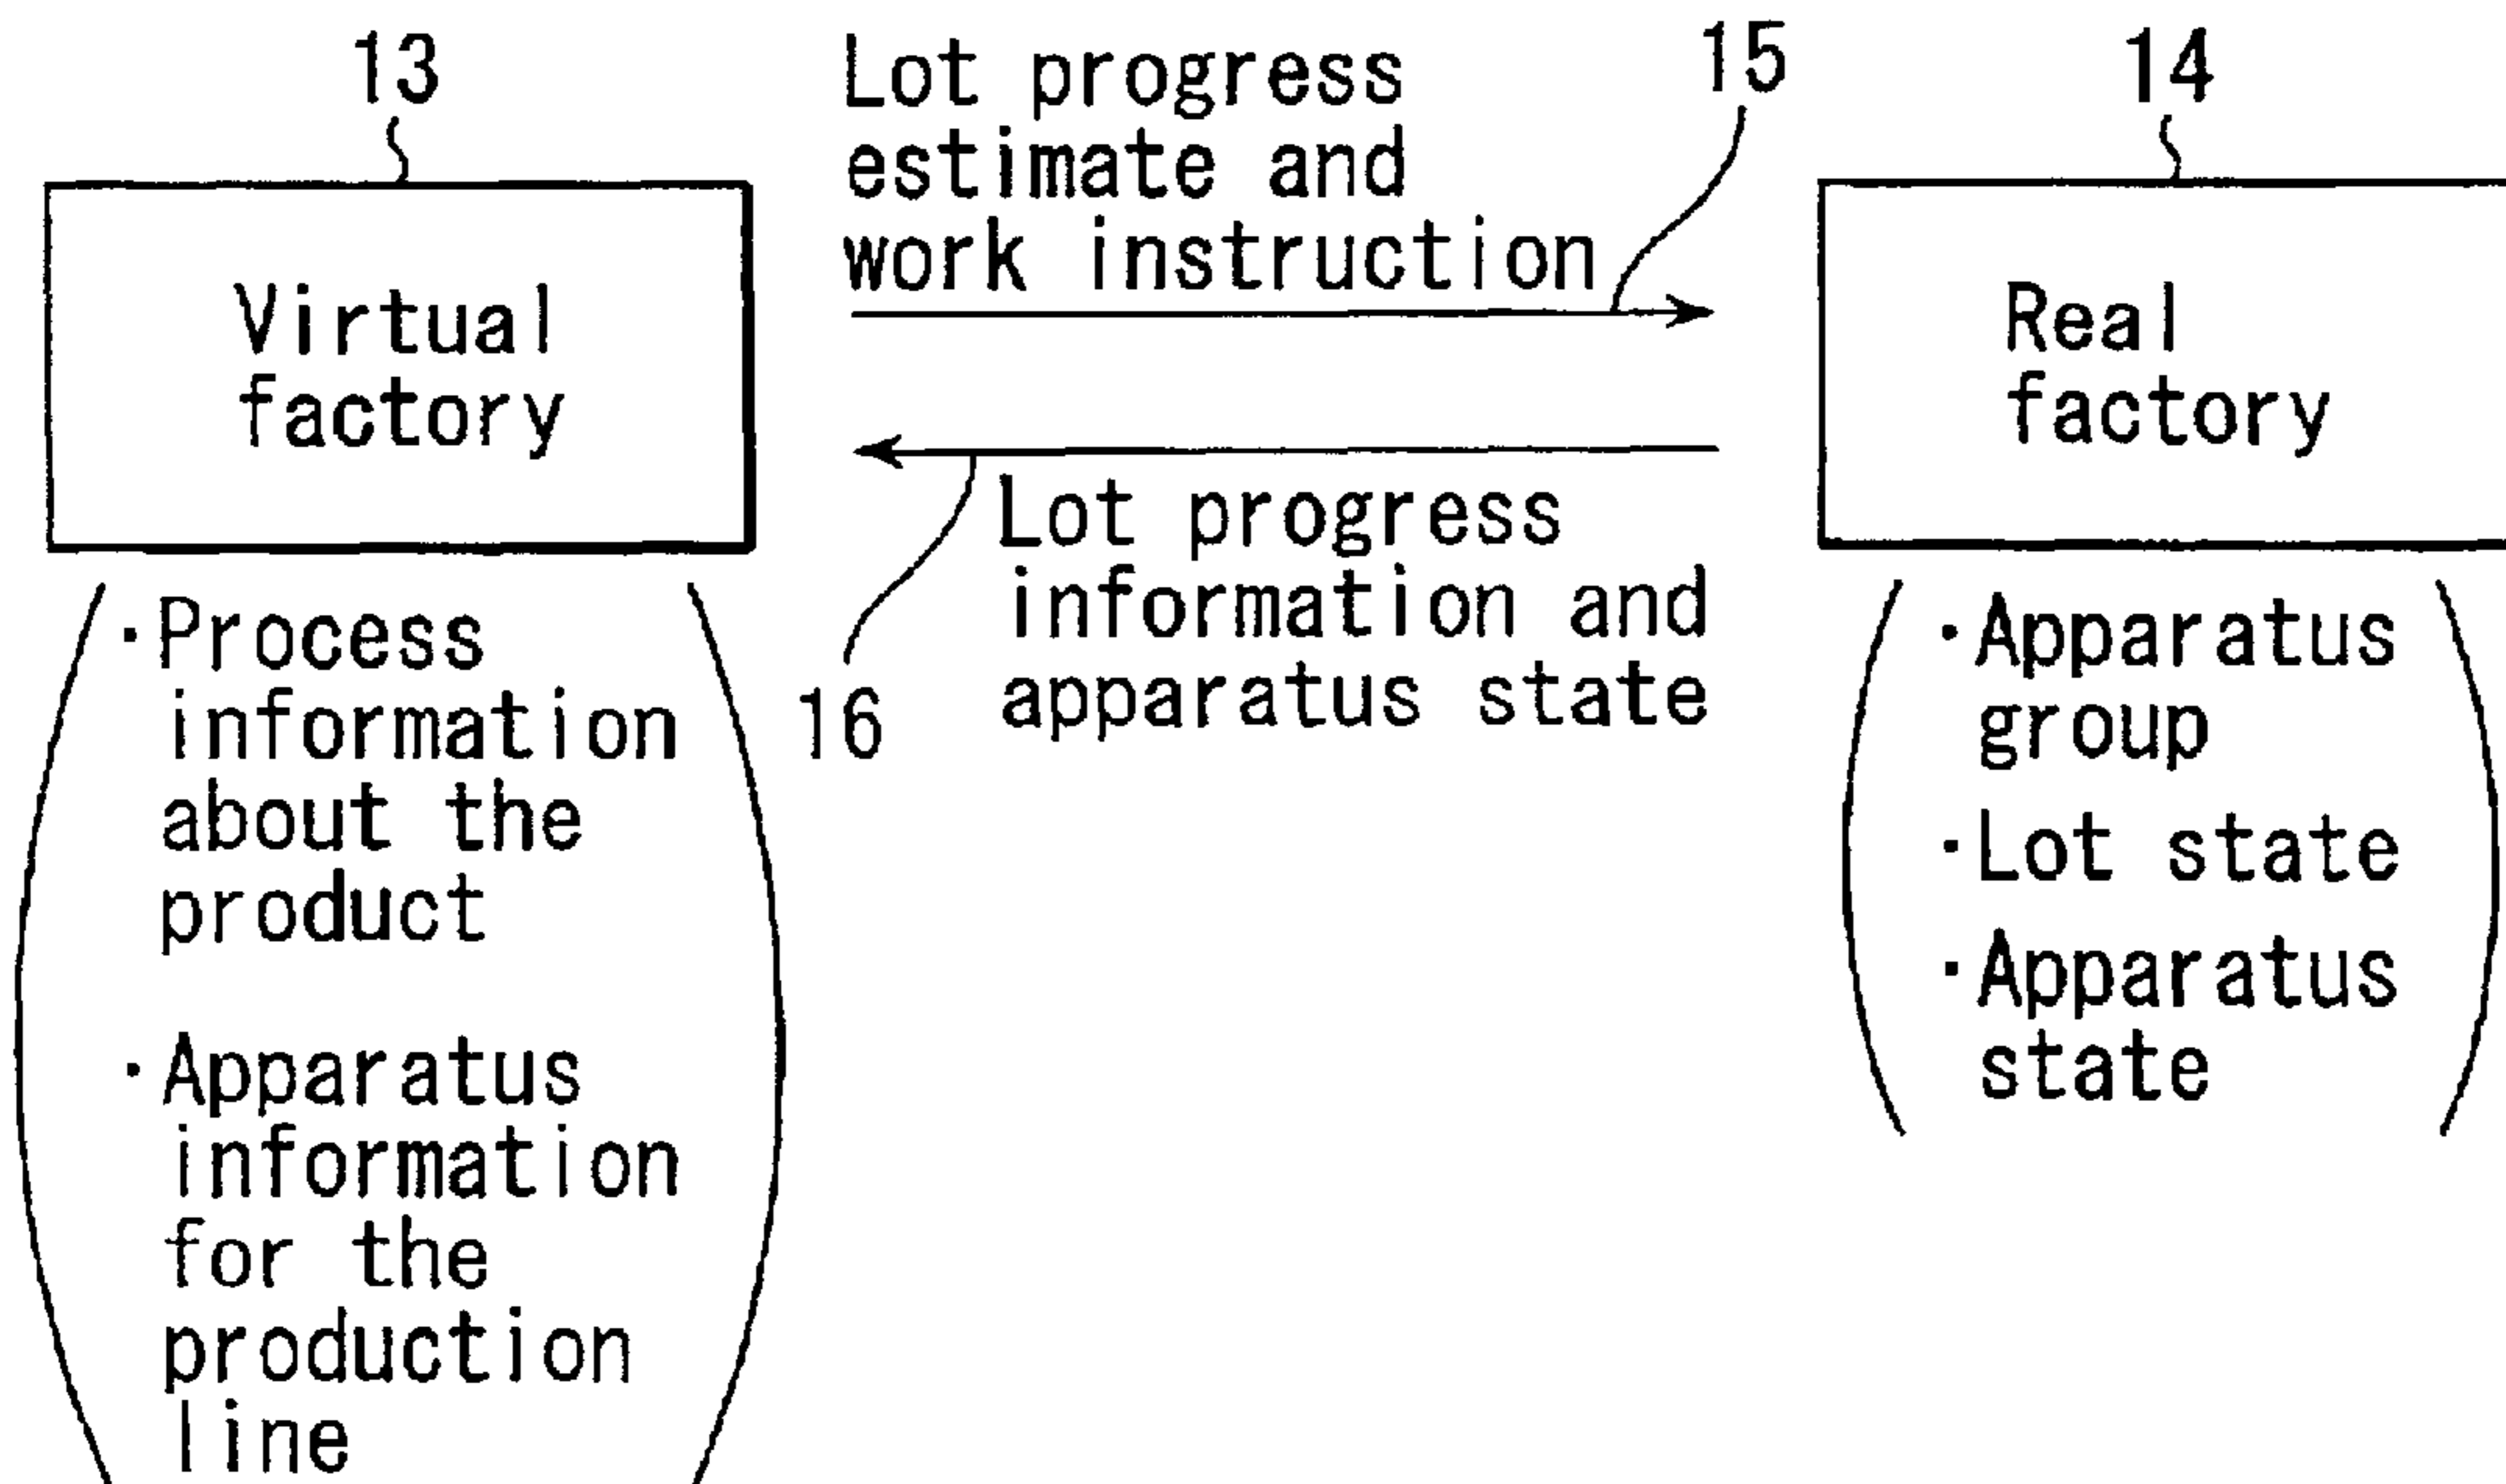 13
Virtual
factory
·Process
information
about the
product
·Apparatus
information
for the
production
line
Lot progress
estimate and
work instruction
15
16
Lot progress
information and
apparatus state
14
Real
factory
·Apparatus
group
·Lot state
·Apparatus
state